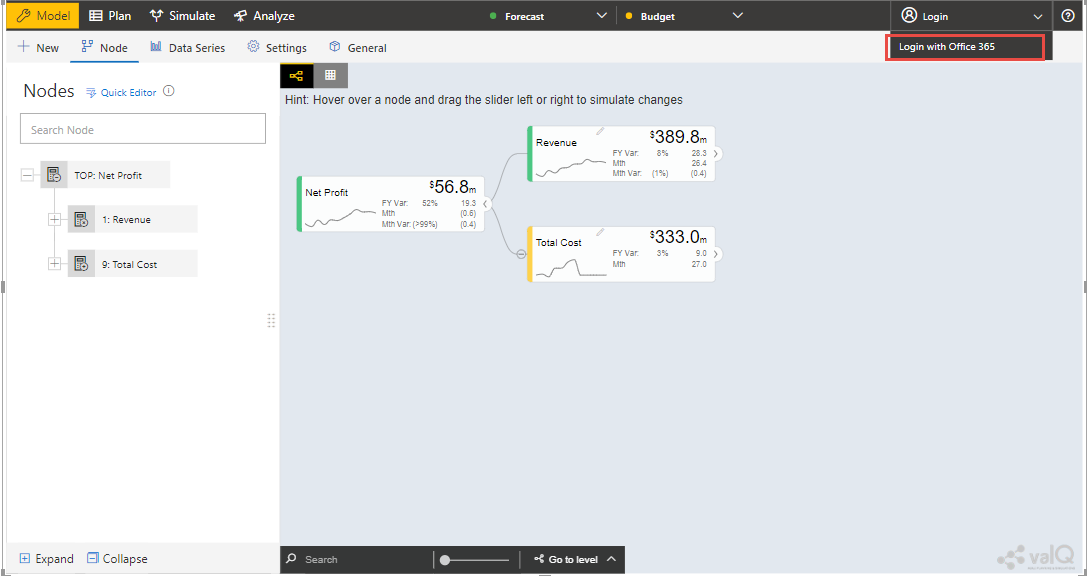 Model Plan Simulate Analyze Forecast Budget Login
New Node Data Series Settings General Login with Office 365
Nodes Quick Editor
Search Node
TOP: Net Profit
1: Revenue
9: Total Cost
Expand Collapse
Hint: Hover over a node and drag the slider left or right to simulate changes
Net Profit $56.8m
FY Var: 52% 19.3
Mth (0.6)
Mth Var: (>99%) (0.4)
Revenue $389.8m
FY Var: 8% 28.3
Mth 26.4
Mth Var: (1%) (0.4)
Total Cost $333.0m
FY Var: 3% 9.0
Mth 27.0
Search Go to level
valQ